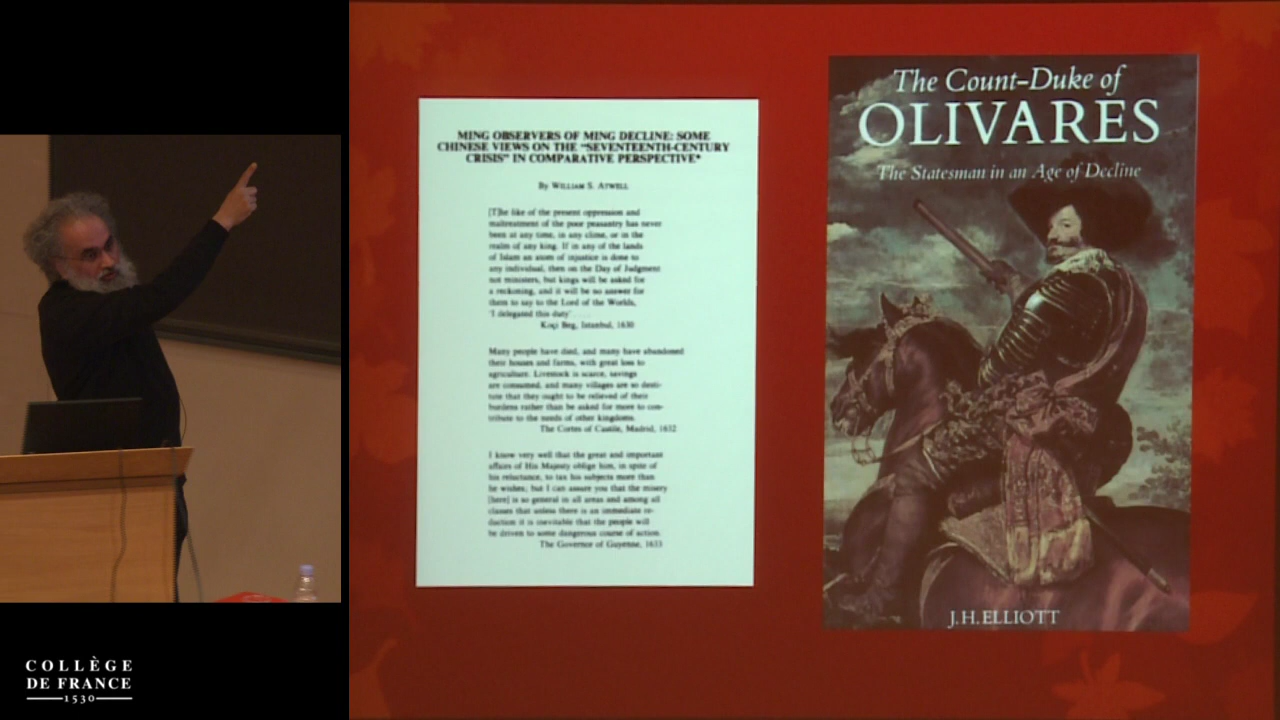 MING OBSERVERS OF MING DECLINE: SOME
CHINESE VIEWS ON THE "SEVENTEENTH-CENTURY
CRISIS" IN COMPARATIVE PERSPECTIVE*
By WILLIAM S. ATWELL
[T]he like of the present oppression and
maltreatment of the poor peasantry has never
been at any time, in any clime, or in the
realm of any king. If in any of the lands
of Islam an atom of injustice is done to
any individual, then on the Day of Judgment
not ministers, but kings will be asked for
a reckoning, and it will be no answer for
them to say to the Lord of the Worlds,
'I delegated this duty' . . . .
Koçi Beg, Istanbul, 1630
Many people have died, and many have abandoned
their houses and farms, with great loss to
agriculture. Livestock is scarce, savings
are consumed, and many villages are so desti-
tute that they ought to be relieved of their
burdens rather than be asked for more to con-
tribute to the needs of other kingdoms.
The Cortes of Castile, Madrid, 1632
I know very well that the great and important
affairs of His Majesty oblige him, in spite of
his reluctance, to tax his subjects more than
he wishes; but I can assure you that the misery
[here] is so general in all areas and among all
classes that unless there is an immediate re-
duction it is inevitable that the people will
be driven to some dangerous course of action.
The Governor of Guyenne, 1633
The Count-Duke of
OLIVARES
The Statesman in an Age of Decline
J.H. ELLIOTT
COLLÈGE
DE FRANCE
1530